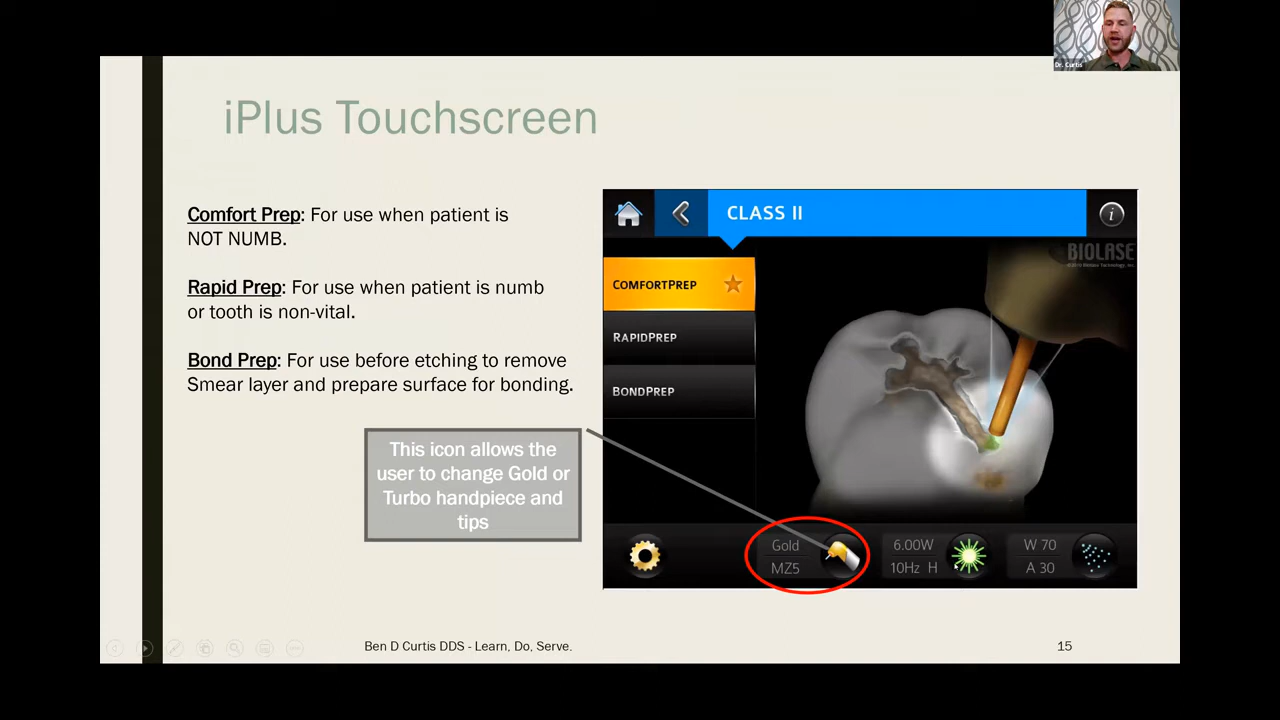 Dr. Curtis
iPlus Touchscreen
Comfort Prep: For use when patient is
NOT NUMB.
Rapid Prep: For use when patient is numb
or tooth is non-vital.
Bond Prep: For use before etching to remove
Smear layer and prepare surface for bonding.
This icon allows the
user to change Gold or
Turbo handpiece and
tips
CLASS II
i
BIOLASE
COMFORTPREP
RAPIDPREP
BONDPREP
Gold
MZ5
6.00W
10Hz H
W 70
A 30
Ben D Curtis DDS - Learn, Do, Serve.
15